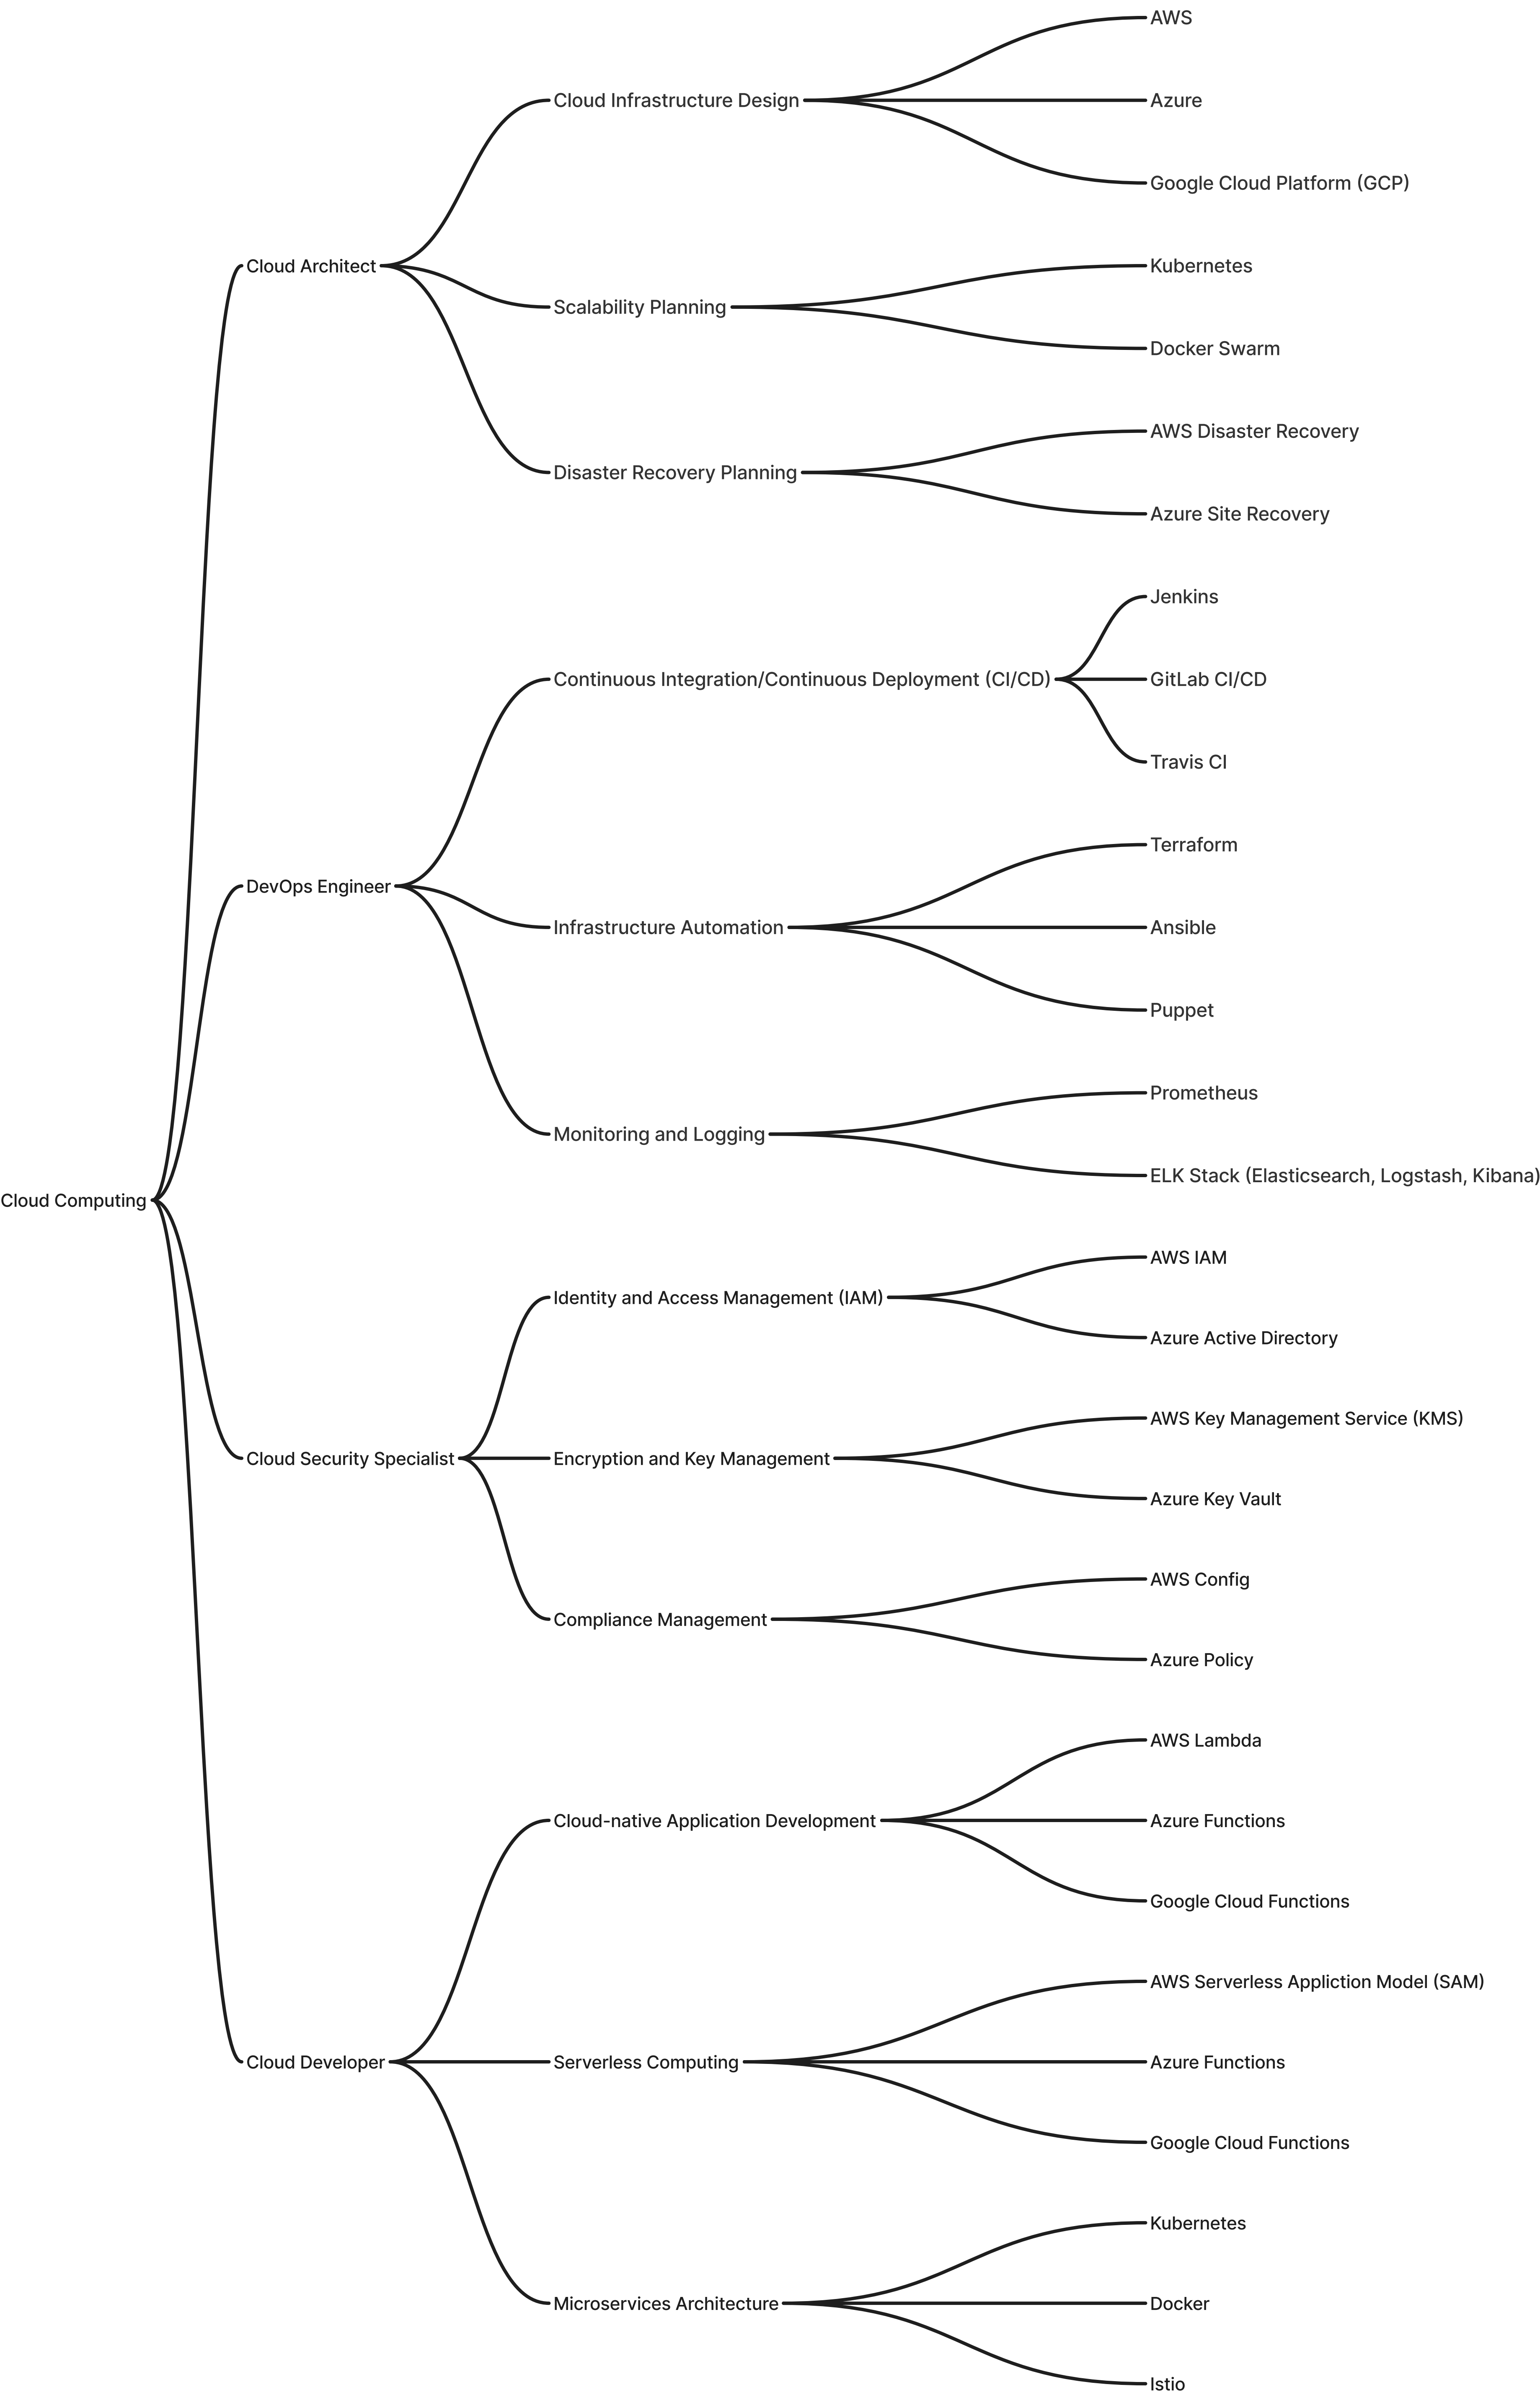 Cloud Computing
Cloud Architect
Cloud Infrastructure Design
AWS
Azure
Google Cloud Platform (GCP)
Scalability Planning
Kubernetes
Docker Swarm
Disaster Recovery Planning
AWS Disaster Recovery
Azure Site Recovery
DevOps Engineer
Continuous Integration/Continuous Deployment (CI/CD)
Jenkins
GitLab CI/CD
Travis CI
Infrastructure Automation
Terraform
Ansible
Puppet
Monitoring and Logging
Prometheus
ELK Stack (Elasticsearch, Logstash, Kibana)
Cloud Security Specialist
Identity and Access Management (IAM)
AWS IAM
Azure Active Directory
Encryption and Key Management
AWS Key Management Service (KMS)
Azure Key Vault
Compliance Management
AWS Config
Azure Policy
Cloud Developer
Cloud-native Application Development
AWS Lambda
Azure Functions
Google Cloud Functions
Serverless Computing
AWS Serverless Appliction Model (SAM)
Azure Functions
Google Cloud Functions
Microservices Architecture
Kubernetes
Docker
Istio